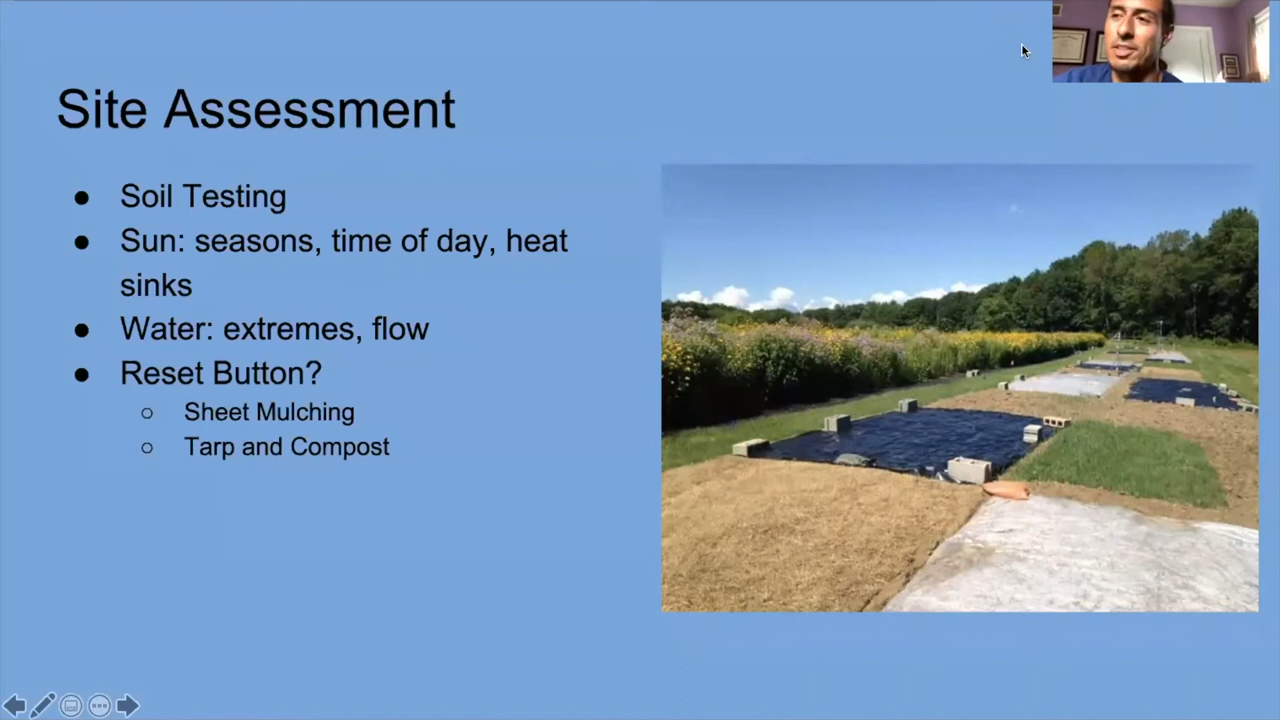 Site Assessment
● Soil Testing
● Sun: seasons, time of day, heat
sinks
● Water: extremes, flow
● Reset Button?
○ Sheet Mulching
○ Tarp and Compost